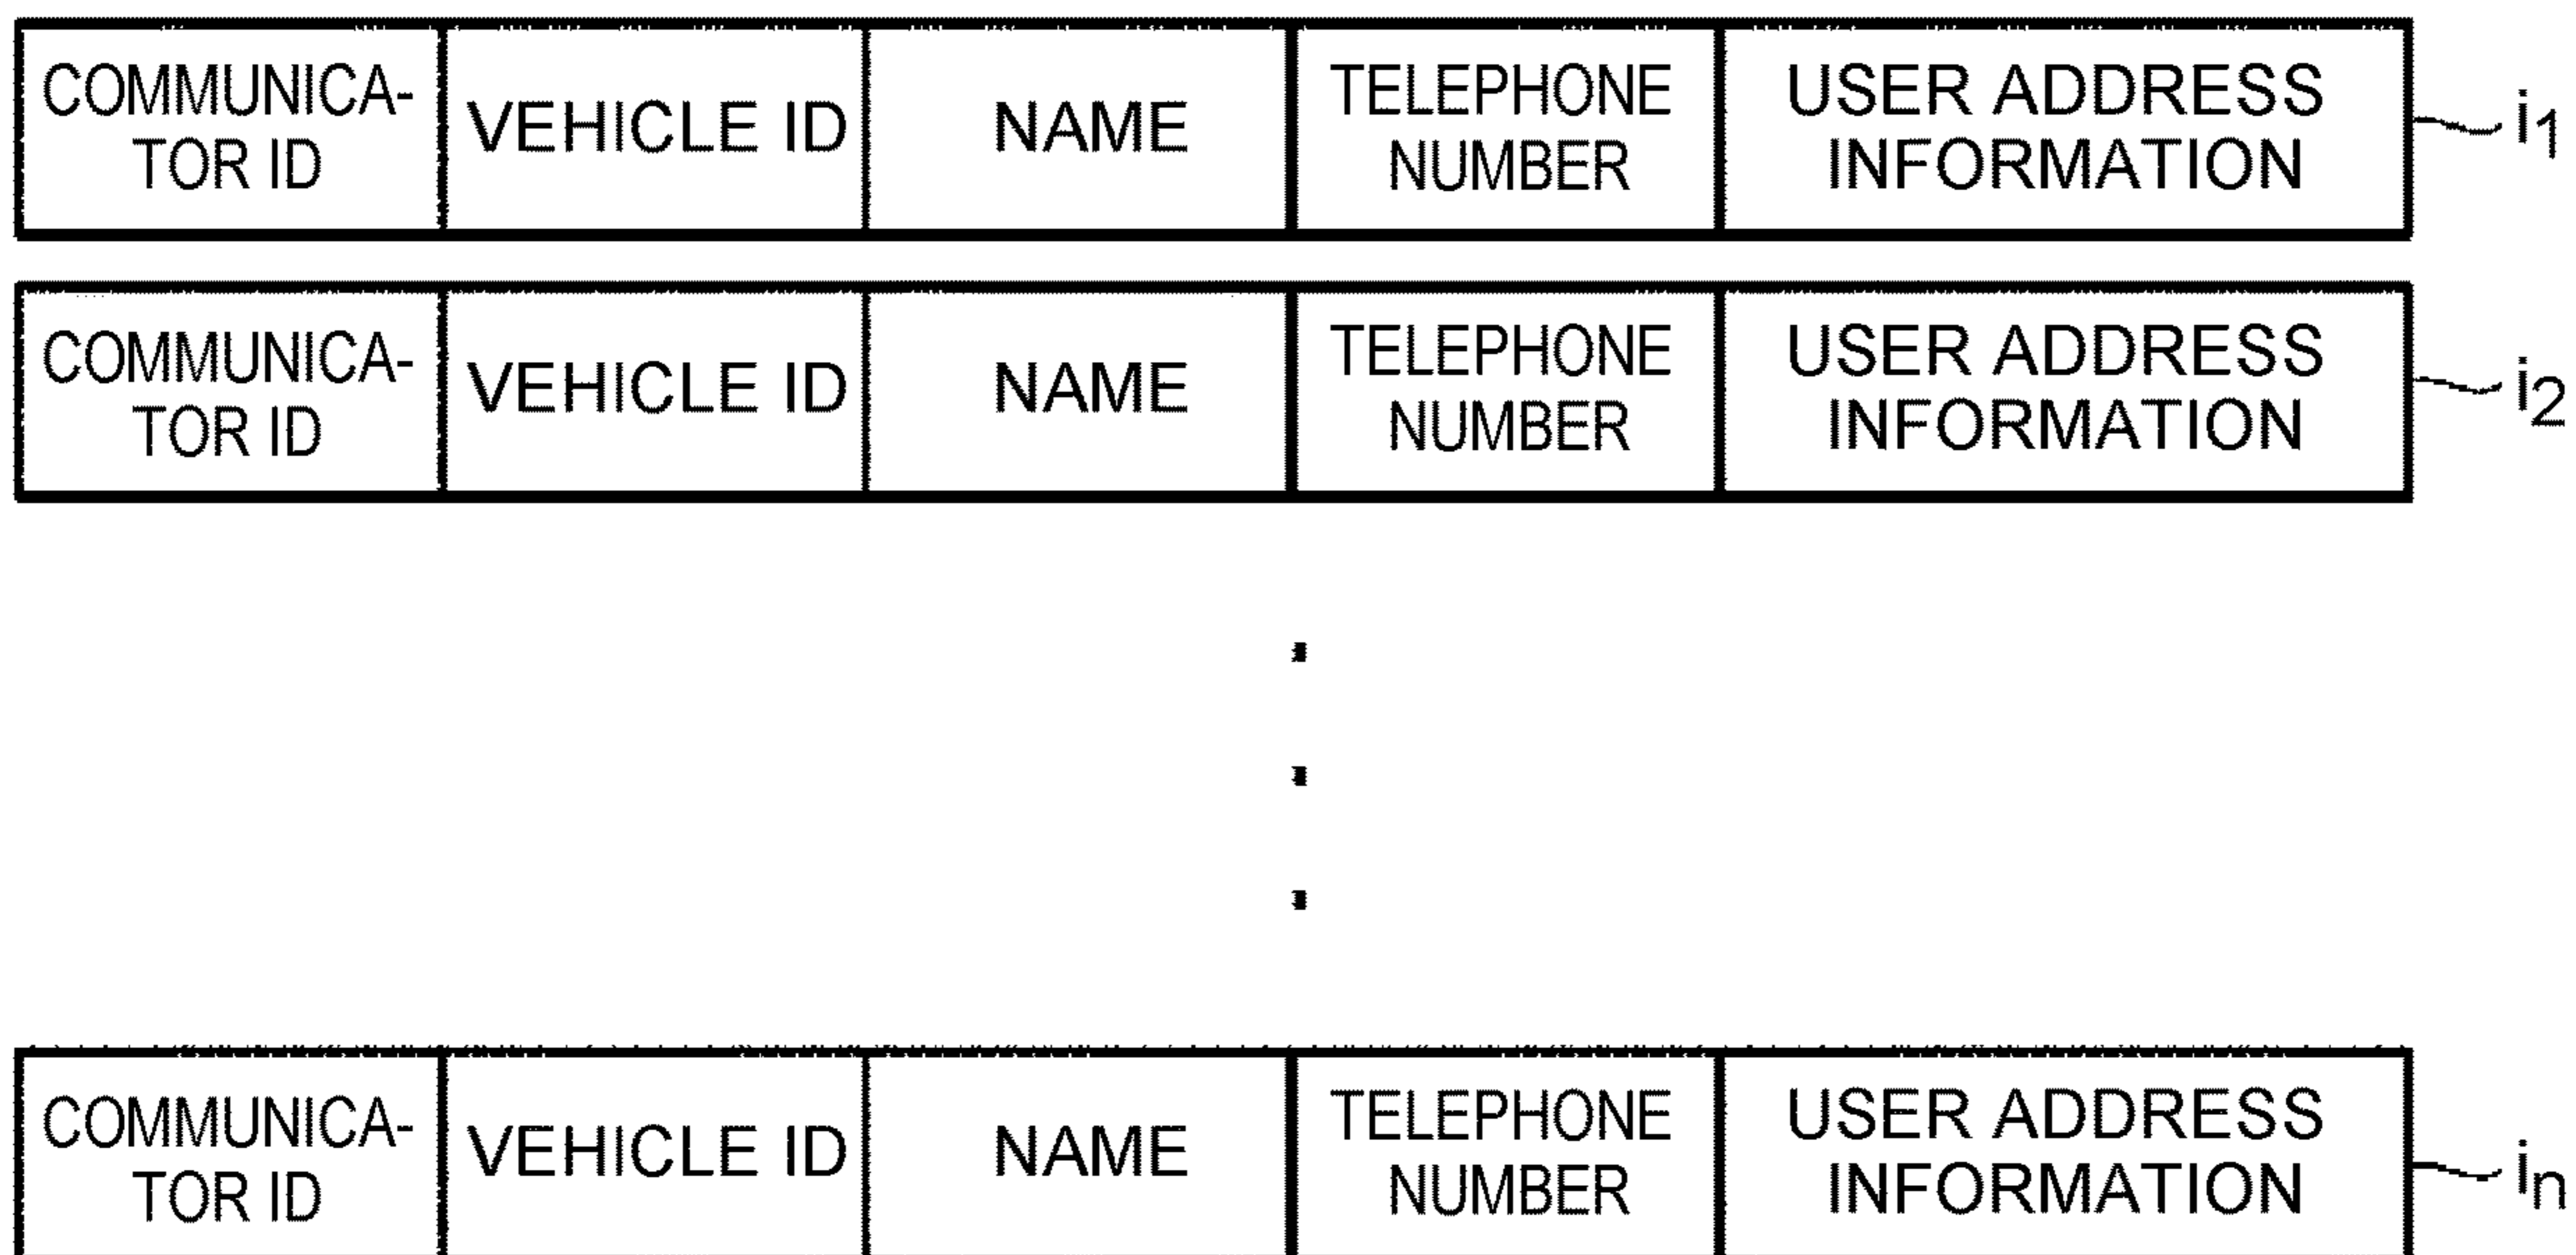 COMMUNICA-
TOR ID
VEHICLE ID
NAME
TELEPHONE
NUMBER
USER ADDRESS
INFORMATION
i1
COMMUNICA-
TOR ID
VEHICLE ID
NAME
TELEPHONE
NUMBER
USER ADDRESS
INFORMATION
i2
COMMUNICA-
TOR ID
VEHICLE ID
NAME
TELEPHONE
NUMBER
USER ADDRESS
INFORMATION
in